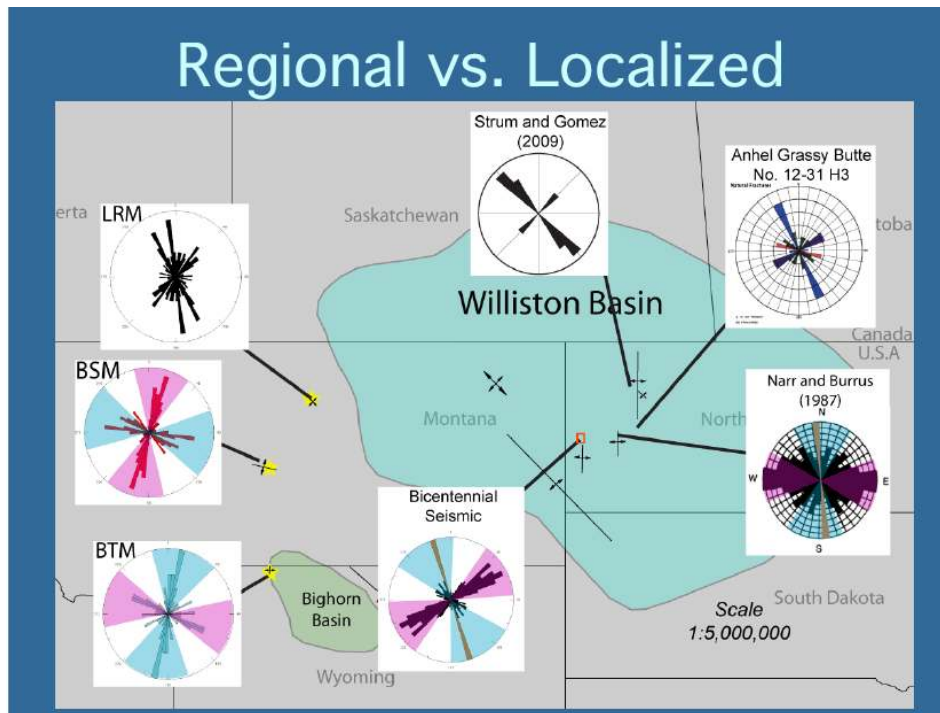 Regional vs. Localized
Strum and Gomez
(2009)
Anhel Grassy Butte
No. 12-31 H3
Natural Fractures
erta
Saskatchewan
toba
LRM
Williston Basin
Canada
U.S.A
BSM
Montana
North
Narr and Burrus
(1987)
N
W
E
S
Bicentennial
Seismic
BTM
Bighorn
Basin
Scale
1:5,000,000
South Dakota
Wyoming